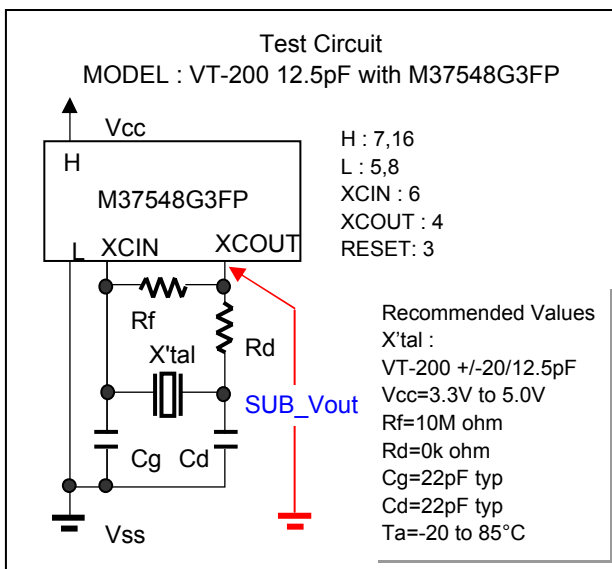 Test Circuit
MODEL : VT-200 12.5pF with M37548G3FP
Vcc
H
M37548G3FP
L XCIN XCOUT
H : 7,16
L : 5,8
XCIN : 6
XCOUT : 4
RESET: 3
Rf
Rd
X'tal
SUB_Vout
Cg Cd
Vss
Recommended Values
X'tal :
VT-200 +/-20/12.5pF
Vcc=3.3V to 5.0V
Rf=10M ohm
Rd=0k ohm
Cg=22pF typ
Cd=22pF typ
Ta=-20 to 85°C